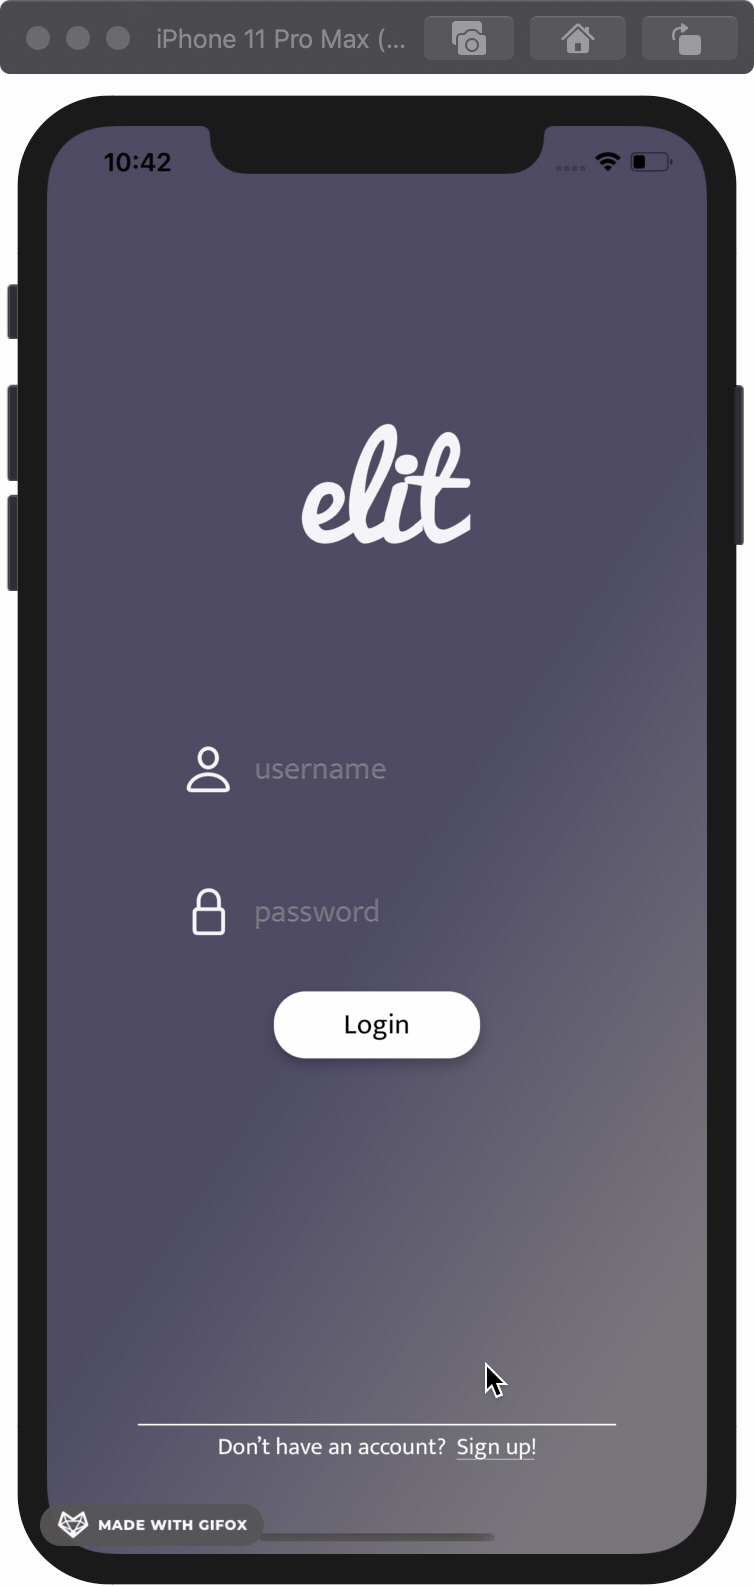 iPhone 11 Pro Max (...
10:42
elit
username
password
Login
Don’t have an account? Sign up!
MADE WITH GIFOX